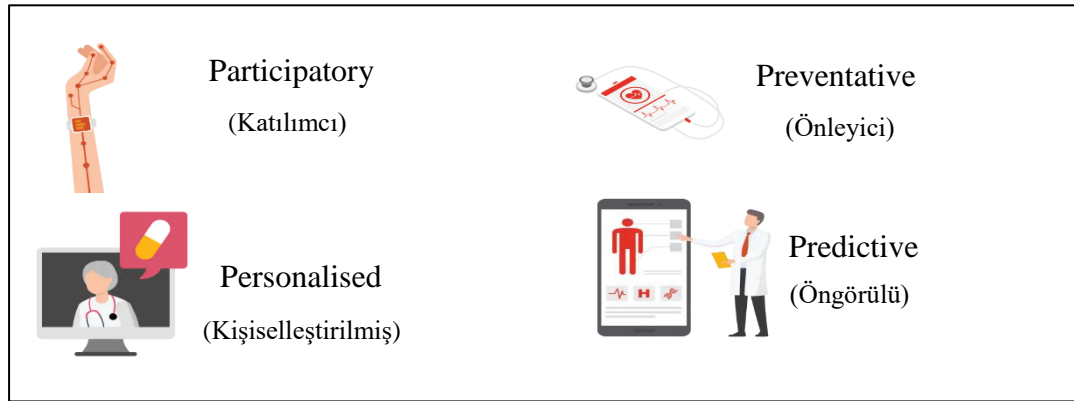 Participatory
(Katılımcı)
Preventative
(Önleyici)
Personalised
(Kişiselleştirilmiş)
Predictive
(Öngörülü)